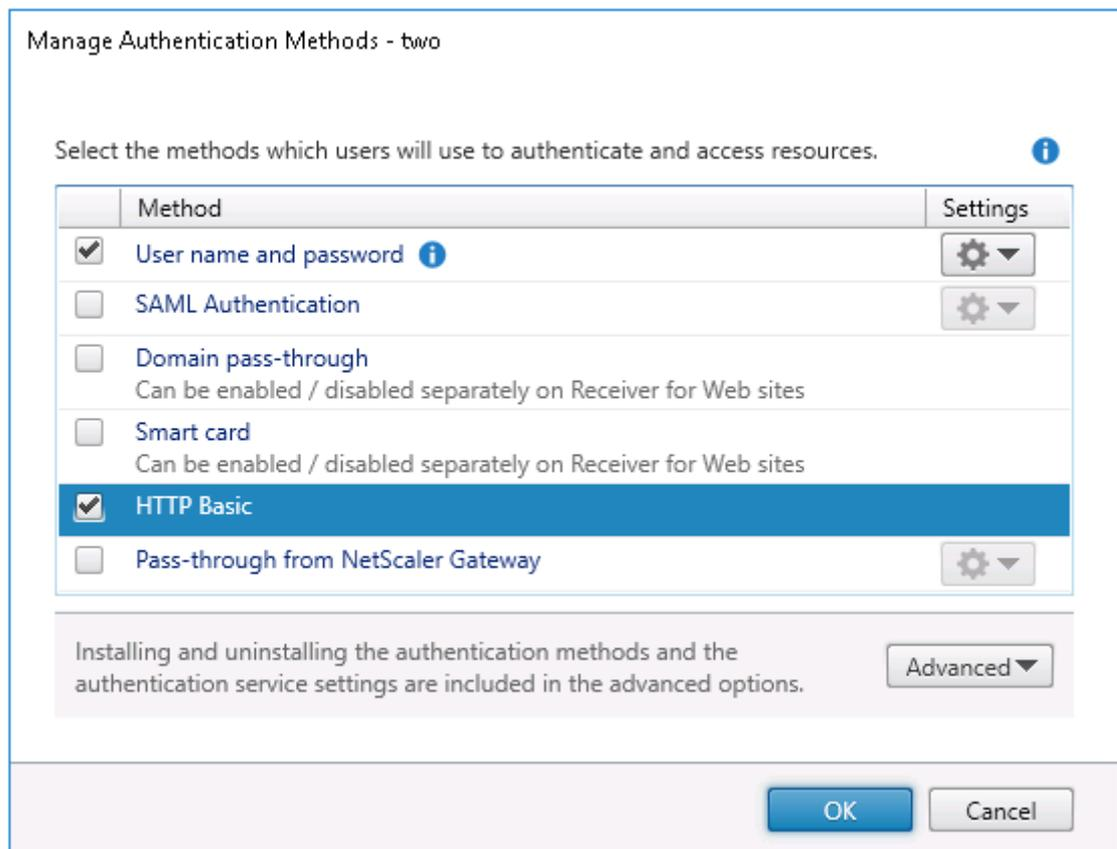 Manage Authentication Methods - two
Select the methods which users will use to authenticate and access resources.
Method
Settings
User name and password
SAML Authentication
Domain pass-through
Can be enabled / disabled separately on Receiver for Web sites
Smart card
Can be enabled / disabled separately on Receiver for Web sites
HTTP Basic
Pass-through from NetScaler Gateway
Installing and uninstalling the authentication methods and the
authentication service settings are included in the advanced options.
Advanced
OK
Cancel